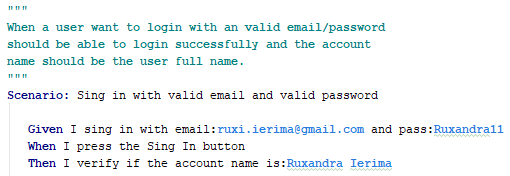 """
When a user want to login with an valid email/password
should be able to login successfully and the account
name should be the user full name.
"""
Scenario: Sing in with valid email and valid password
Given I sing in with email:ruxi.ierima@gmail.com and pass:Ruxandra11
When I press the Sing In button
Then I verify if the account name is:Ruxandra Ierima